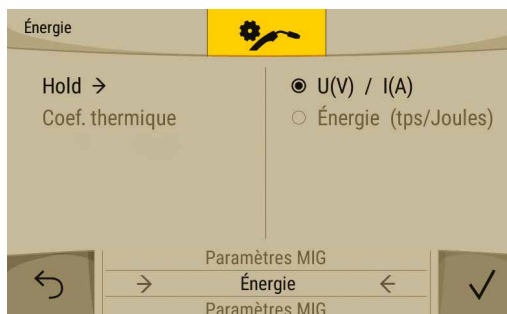 Énergie
Hold →
Coef. thermique
U(V) / I(A)
Énergie (tps/Joules)
Paramètres MIG
→ Énergie ←
Paramètres MIG